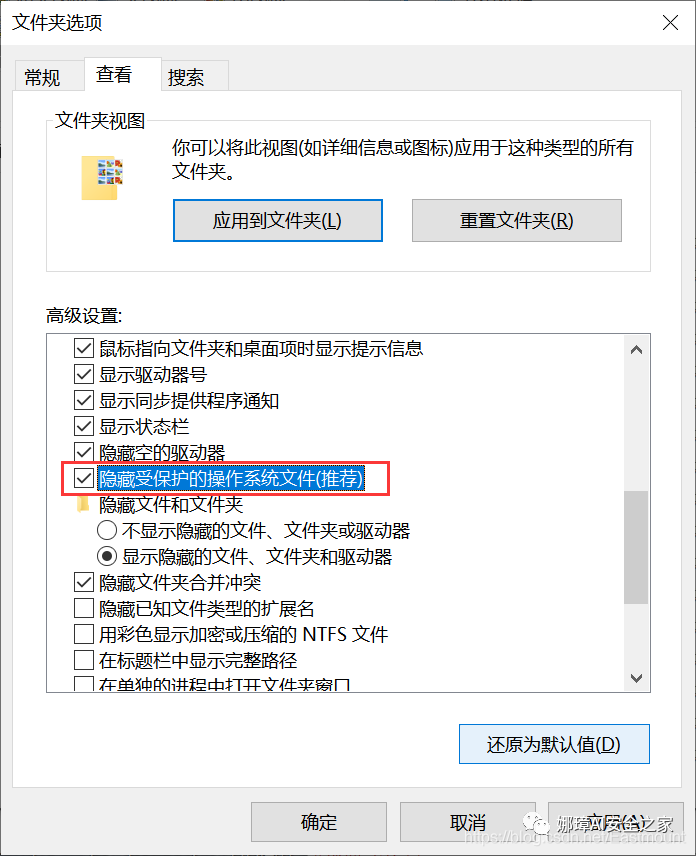 文件夹选项
常规
查看
搜索
文件夹视图
你可以将此视图(如详细信息或图标)应用于这种类型的所有
文件夹。
应用到文件夹(L)
重置文件夹(R)
高级设置:
鼠标指向文件夹和桌面项时显示提示信息
显示驱动器号
显示同步提供程序通知
显示状态栏
隐藏空的驱动器
隐藏受保护的操作系统文件(推荐)
隐藏文件和文件夹
不显示隐藏的文件、文件夹或驱动器
显示隐藏的文件、文件夹和驱动器
隐藏文件夹合并冲突
隐藏已知文件类型的扩展名
用彩色显示加密或压缩的 NTFS 文件
在标题栏中显示完整路径
在单独的进程中打开文件夹窗口
还原为默认值(D)
确定
取消
应用(A)
娜璋AI安全之家
https://blog.csdn.net/Eastmount